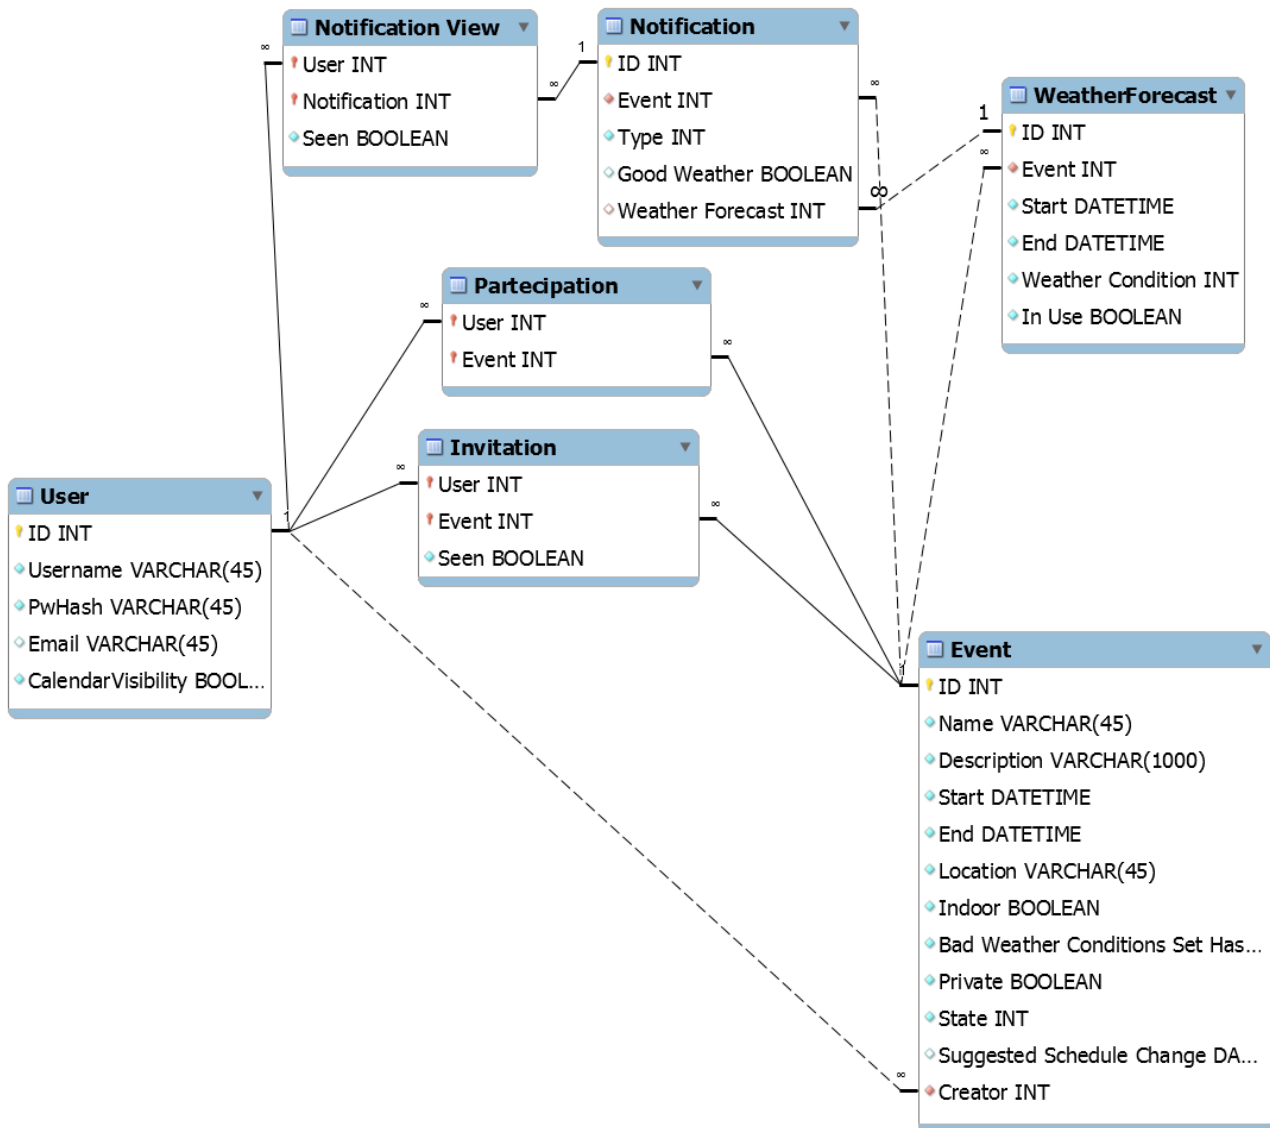 Notification View
User INT
Notification INT
Seen BOOLEAN
Notification
ID INT
Event INT
Type INT
Good Weather BOOLEAN
Weather Forecast INT
WeatherForecast
ID INT
Event INT
Start DATETIME
End DATETIME
Weather Condition INT
In Use BOOLEAN
Partecipation
User INT
Event INT
Invitation
User INT
Event INT
Seen BOOLEAN
User
ID INT
Username VARCHAR(45)
PwHash VARCHAR(45)
Email VARCHAR(45)
CalendarVisibility BOOL...
Event
ID INT
Name VARCHAR(45)
Description VARCHAR(1000)
Start DATETIME
End DATETIME
Location VARCHAR(45)
Indoor BOOLEAN
Bad Weather Conditions Set Has...
Private BOOLEAN
State INT
Suggested Schedule Change DA...
Creator INT
∞
∞
1
∞
∞
1
∞
∞
∞
∞
∞
1
∞